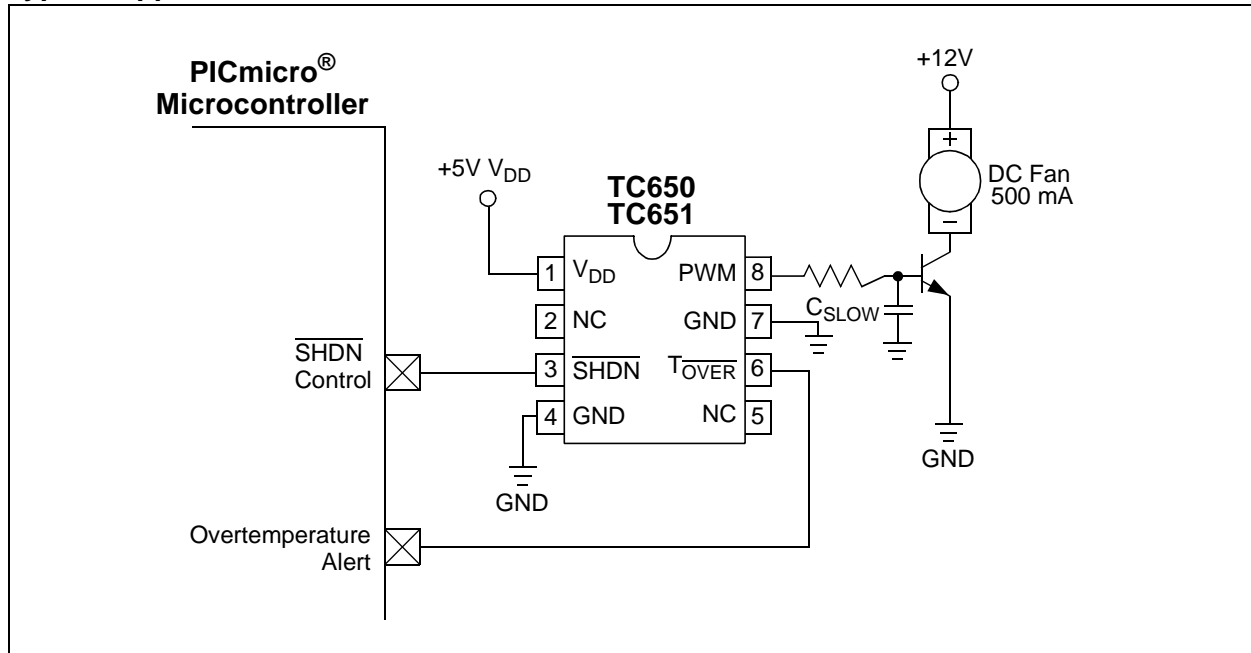 PICmicro®
Microcontroller
+12V
+
DC Fan
500 mA
–
+5V VDD
TC650
TC651
1 VDD
PWM 8
2 NC
CSLOW
GND 7
SHDN
Control
3 SHDN
TOVER 6
4 GND
NC 5
GND
GND
Overtemperature
Alert